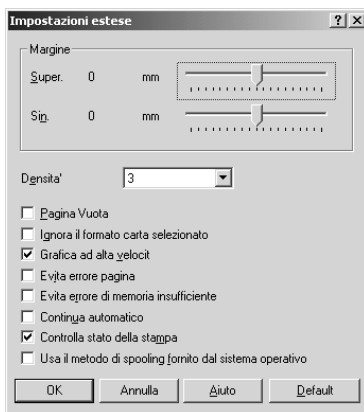 Impostazioni estese
Margine
Super. 0 mm
Sin. 0 mm
Densita' 3
Pagina Vuota
Ignora il formato carta selezionato
Grafica ad alta velocit
Evita errore pagina
Evita errore di memoria insufficiente
Continua automatico
Controlla stato della stampa
Usa il metodo di spooling fornito dal sistema operativo
OK Annulla Aiuto Default